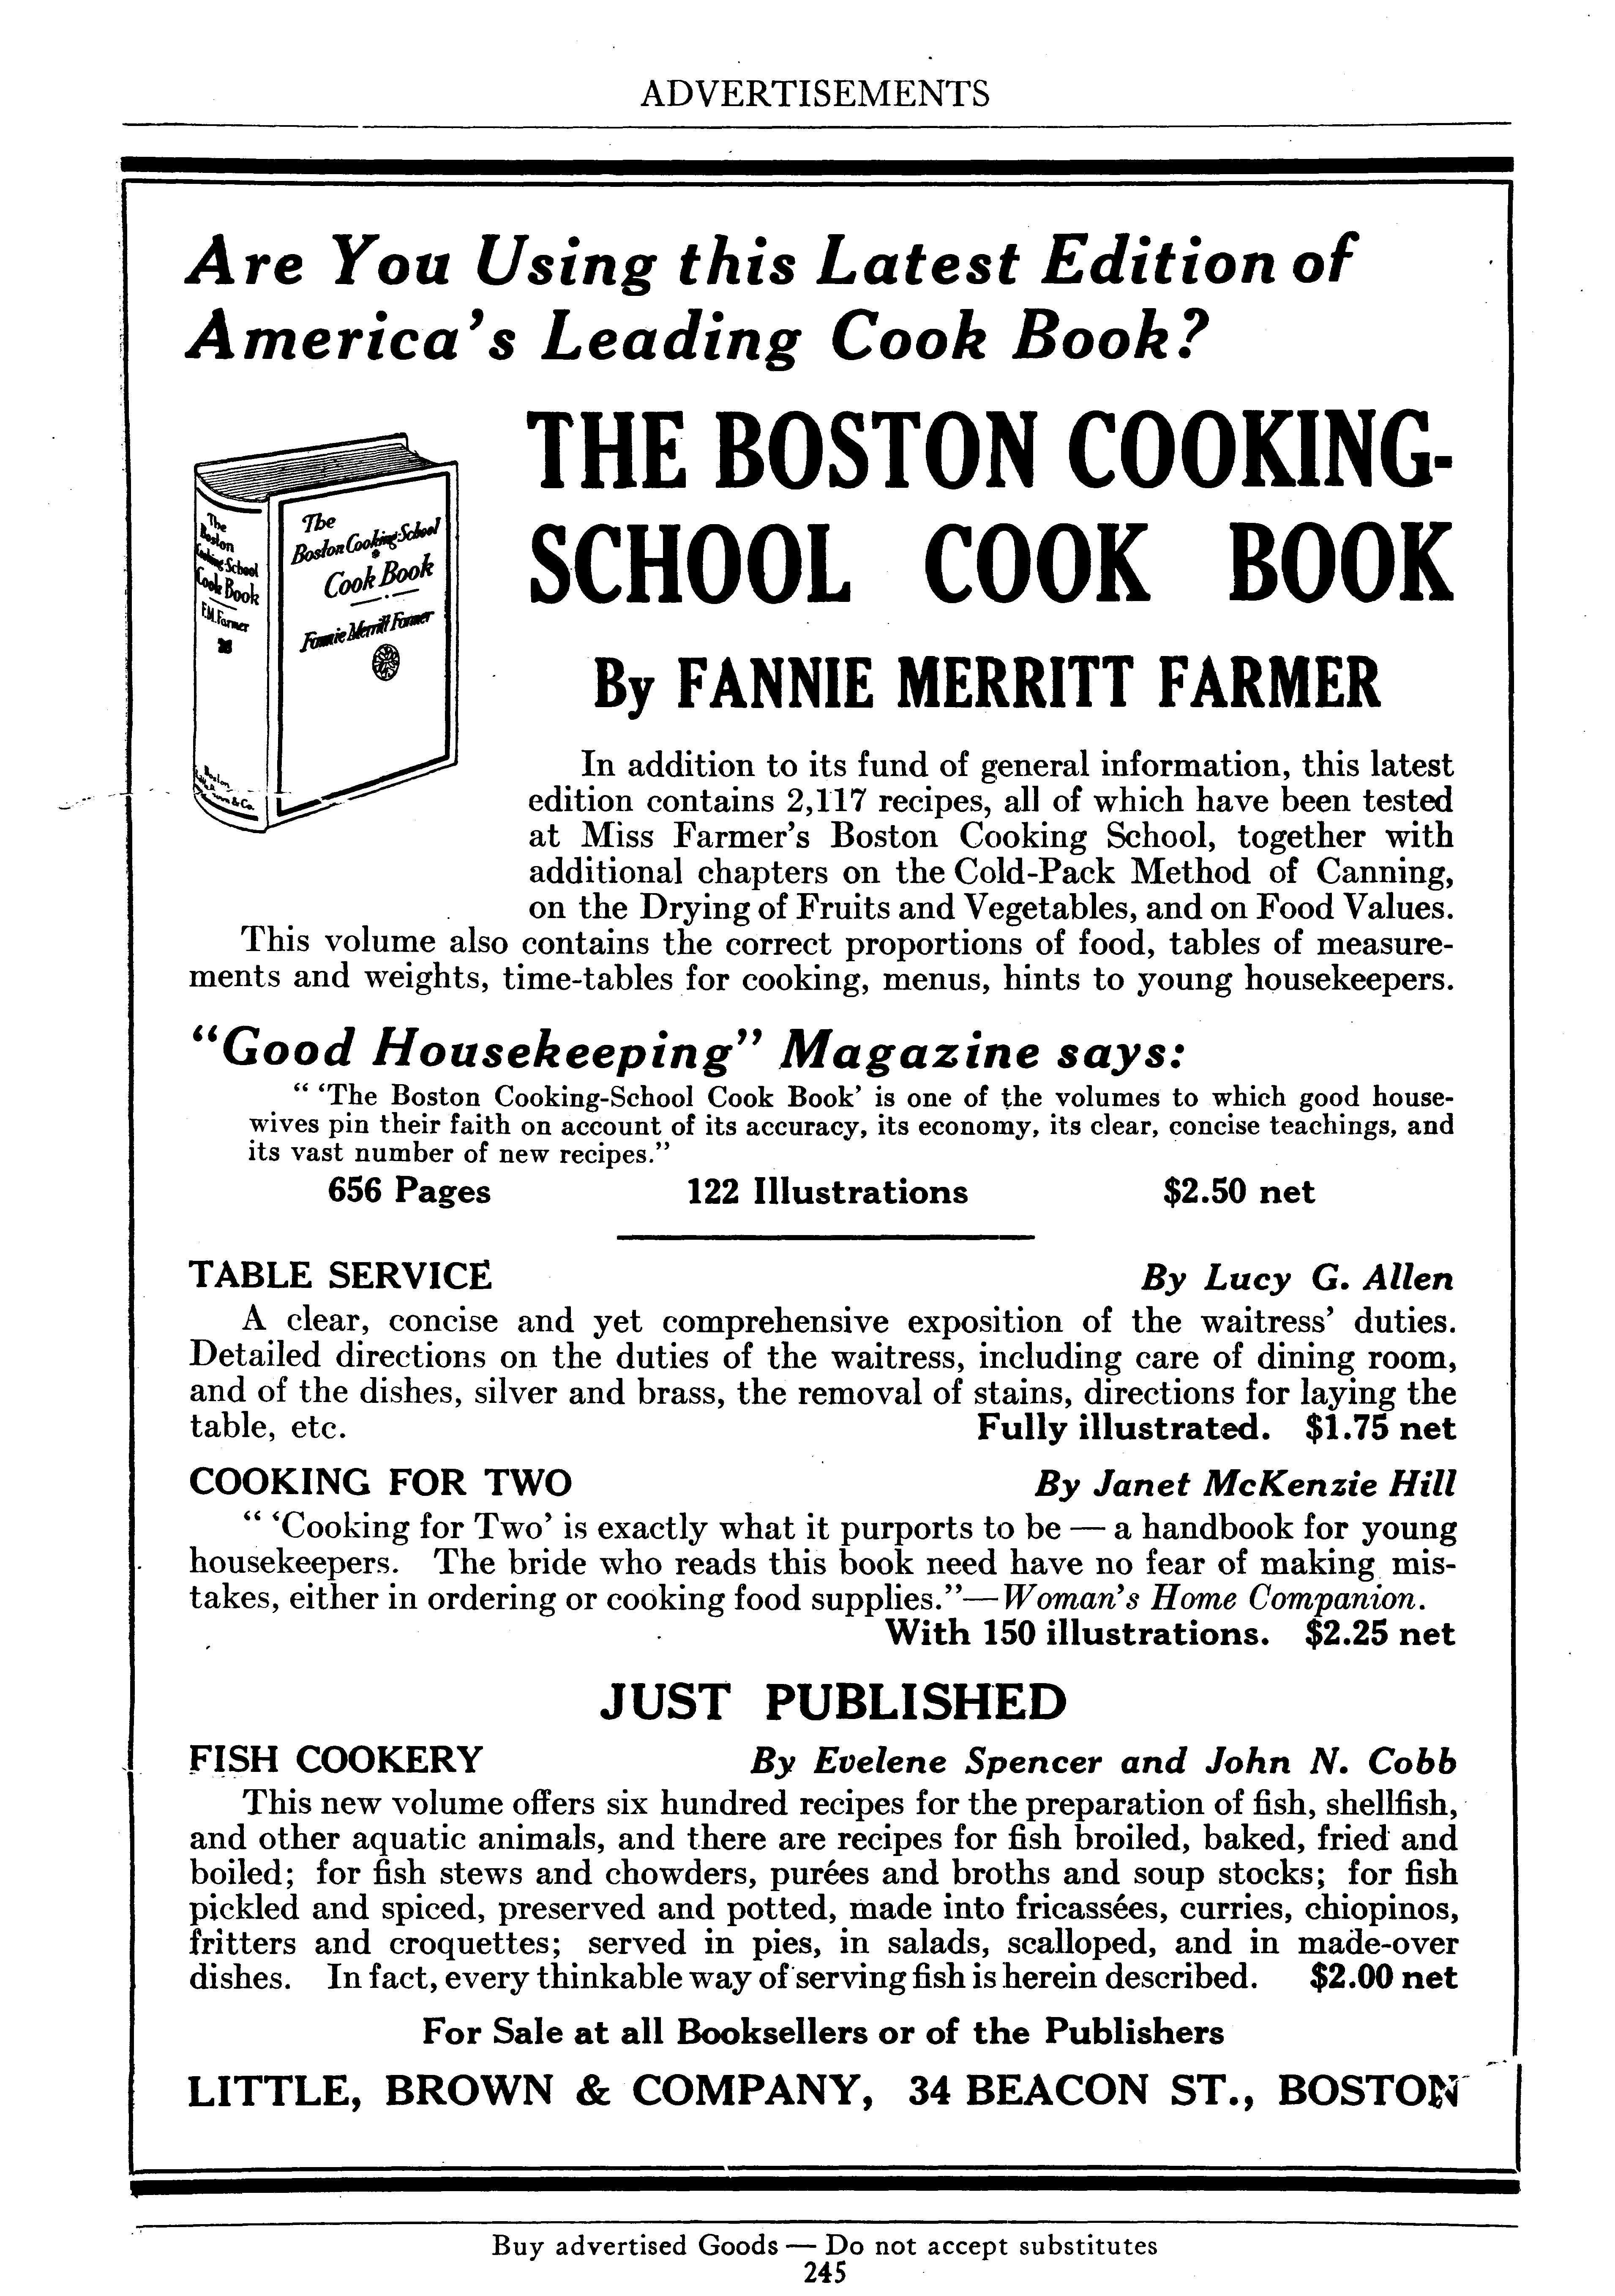 ADVERTISEMENTS
Are You Using this Latest Edition of
America's Leading Cook Book?
THE BOSTON COOKING-
SCHOOL COOK BOOK
By FANNIE MERRITT FARMER
The
Boston
Cooking-School
Cook Book
F.M. Farmer
The
Boston Cooking-School
Cook Book
Fannie Merritt Farmer
Boston
& Co.
In addition to its fund of general information, this latest
edition contains 2,117 recipes, all of which have been tested
at Miss Farmer's Boston Cooking School, together with
additional chapters on the Cold-Pack Method of Canning,
on the Drying of Fruits and Vegetables, and on Food Values.
This volume also contains the correct proportions of food, tables of measure-
ments and weights, time-tables for cooking, menus, hints to young housekeepers.
"Good Housekeeping" Magazine says:
" 'The Boston Cooking-School Cook Book' is one of the volumes to which good house-
wives pin their faith on account of its accuracy, its economy, its clear, concise teachings, and
its vast number of new recipes."
656 Pages 122 Illustrations $2.50 net
TABLE SERVICE By Lucy G. Allen
A clear, concise and yet comprehensive exposition of the waitress' duties.
Detailed directions on the duties of the waitress, including care of dining room,
and of the dishes, silver and brass, the removal of stains, directions for laying the
table, etc. Fully illustrated. $1.75 net
COOKING FOR TWO By Janet McKenzie Hill
" 'Cooking for Two' is exactly what it purports to be — a handbook for young
housekeepers. The bride who reads this book need have no fear of making mis-
takes, either in ordering or cooking food supplies."—Woman's Home Companion.
With 150 illustrations. $2.25 net
JUST PUBLISHED
FISH COOKERY By Evelene Spencer and John N. Cobb
This new volume offers six hundred recipes for the preparation of fish, shellfish,
and other aquatic animals, and there are recipes for fish broiled, baked, fried and
boiled; for fish stews and chowders, purées and broths and soup stocks; for fish
pickled and spiced, preserved and potted, made into fricassées, curries, chiopinos,
fritters and croquettes; served in pies, in salads, scalloped, and in made-over
dishes. In fact, every thinkable way of serving fish is herein described. $2.00 net
For Sale at all Booksellers or of the Publishers
LITTLE, BROWN & COMPANY, 34 BEACON ST., BOSTON
Buy advertised Goods — Do not accept substitutes
245